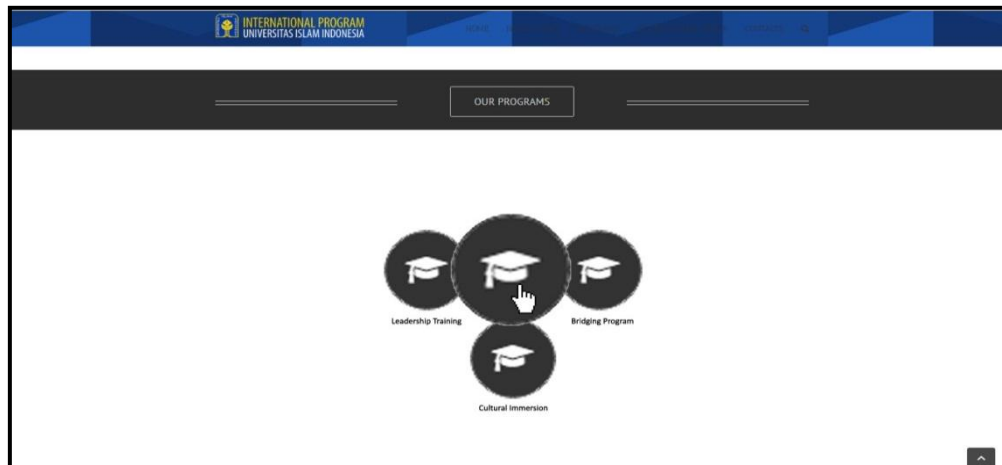 INTERNATIONAL PROGRAM
UNIVERSITAS ISLAM INDONESIA
HOME
OUR PROGRAMS
Leadership Training
Bridging Program
Cultural Immersion